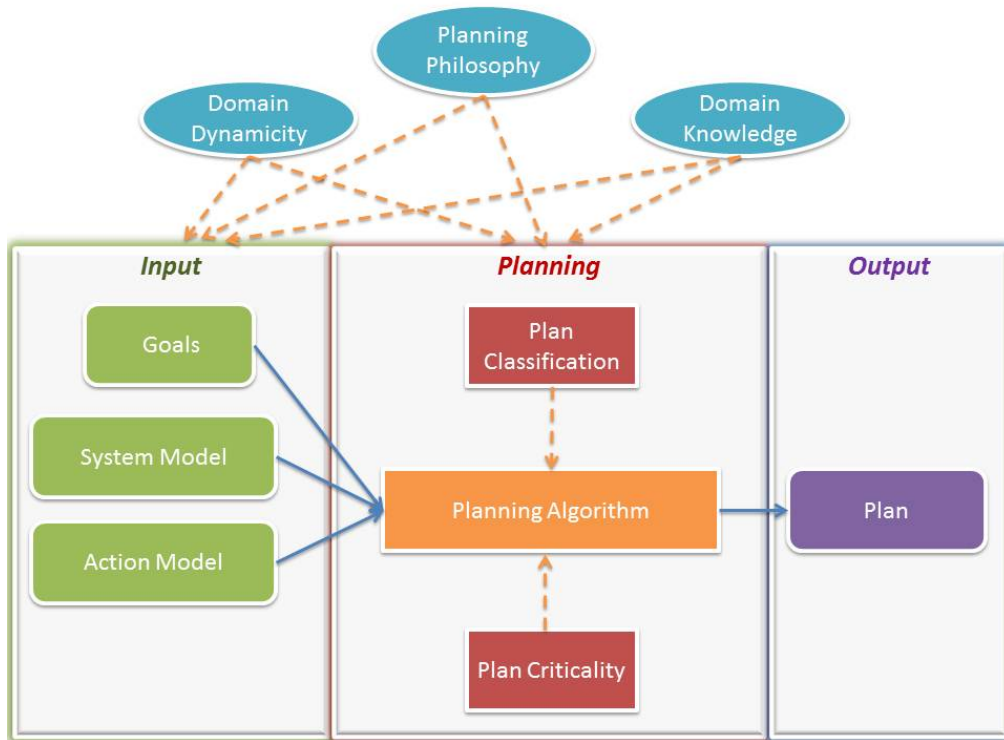 Planning
Philosophy
Domain
Dynamicity
Domain
Knowledge
Input
Planning
Output
Goals
Plan
Classification
System Model
Planning Algorithm
Plan
Action Model
Plan Criticality